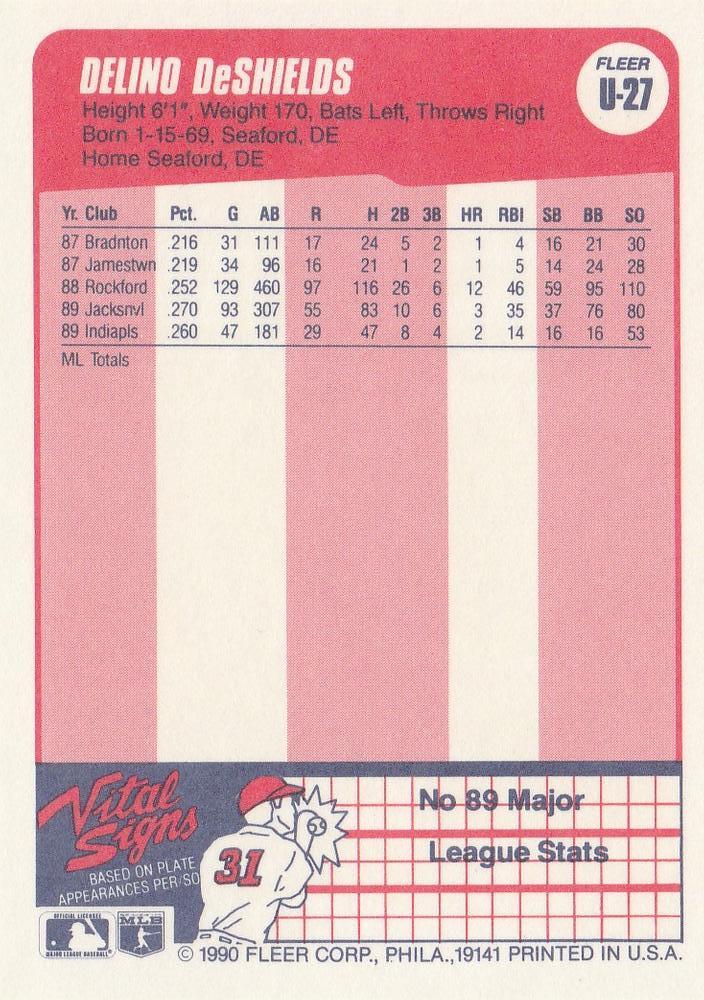 DELINO DeSHIELDS
FLEER
U-27
Height 6'1", Weight 170, Bats Left, Throws Right
Born 1-15-69, Seaford, DE
Home Seaford, DE
Yr. Club Pct. G AB R H 2B 3B HR RBI SB BB SO
87 Bradnton .216 31 111 17 24 5 2 1 4 16 21 30
87 Jamestwn .219 34 96 16 21 1 2 1 5 14 24 28
88 Rockford .252 129 460 97 116 26 6 12 46 59 95 110
89 Jacksnvl .270 93 307 55 83 10 6 3 35 37 76 80
89 Indiapls .260 47 181 29 47 8 4 2 14 16 16 53
ML Totals
Vital
Signs
BASED ON PLATE
APPEARANCES PER/SO
31
No 89 Major
League Stats
OFFICIAL LICENSEE
MAJOR LEAGUE BASEBALL
MLB
© 1990 FLEER CORP., PHILA.,19141 PRINTED IN U.S.A.